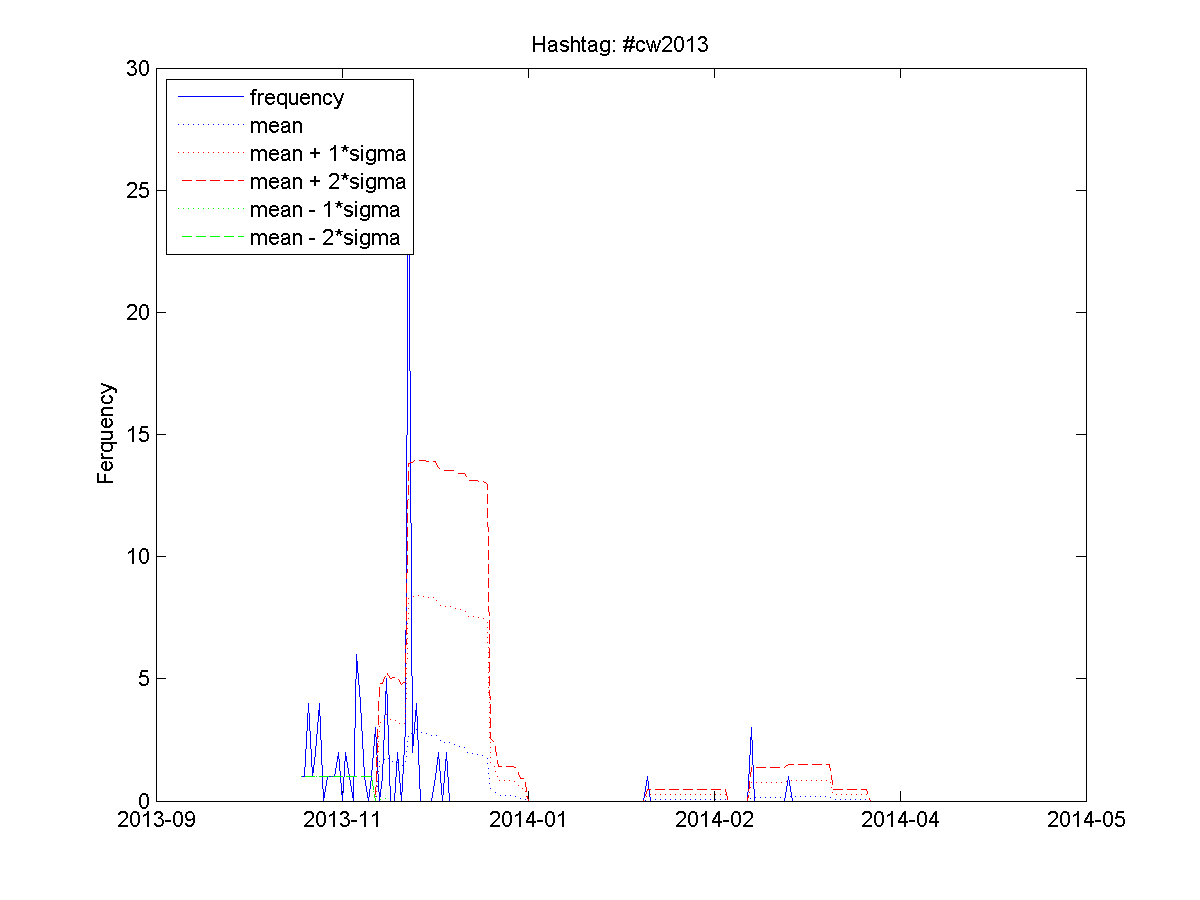 Hashtag: #cw2013
30
25
20
15
10
5
0
Ferquency
frequency
mean
mean + 1*sigma
mean + 2*sigma
mean - 1*sigma
mean - 2*sigma
2013-09
2013-11
2014-01
2014-02
2014-04
2014-05